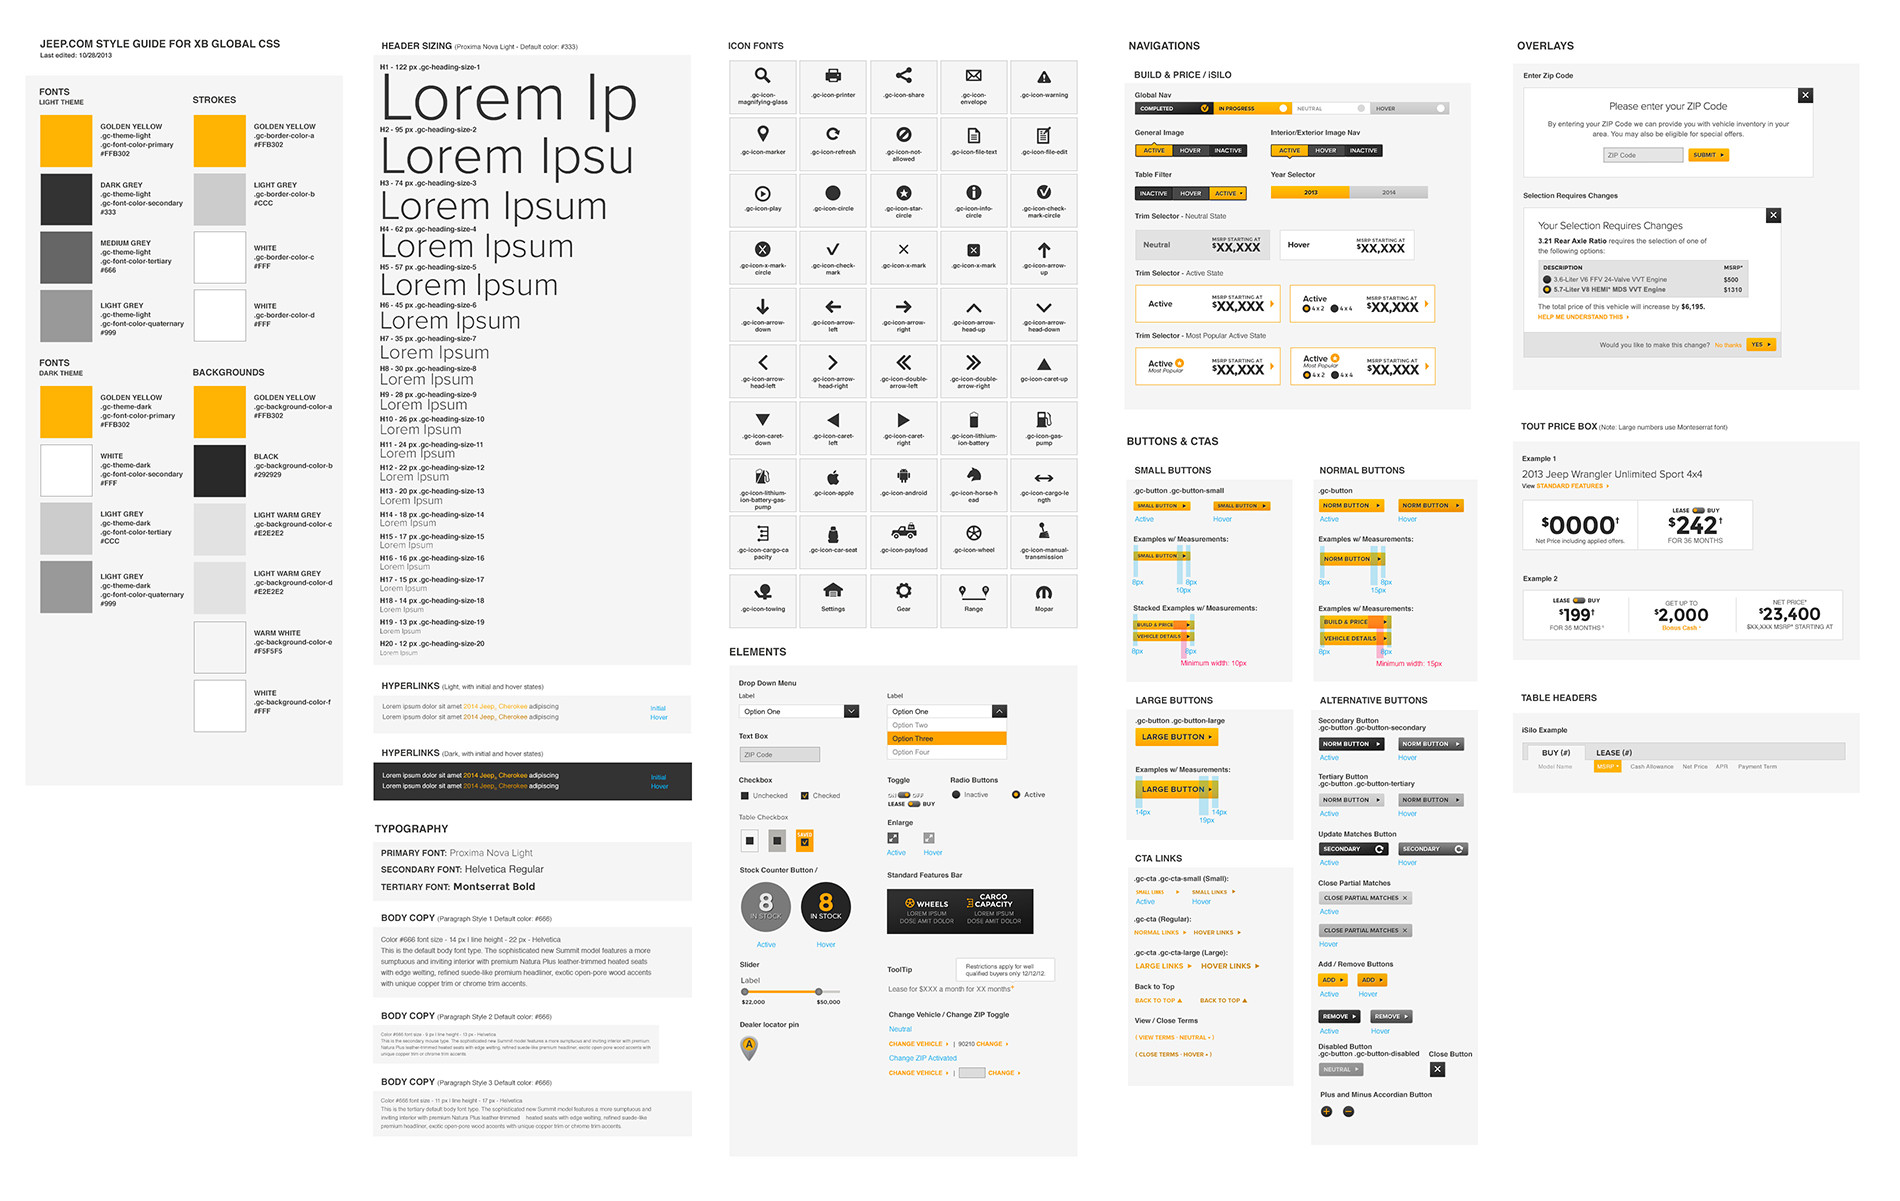 JEEP.COM STYLE GUIDE FOR XB GLOBAL CSS
Last edited: 10/28/2013
FONTS
LIGHT THEME
GOLDEN YELLOW
.gc-theme-light
.gc-font-color-primary
#FFB302
DARK GREY
.gc-theme-light
.gc-font-color-secondary
#333
MEDIUM GREY
.gc-theme-light
.gc-font-color-tertiary
#666
LIGHT GREY
.gc-theme-light
.gc-font-color-quaternary
#999
STROKES
GOLDEN YELLOW
.gc-border-color-a
#FFB302
LIGHT GREY
.gc-border-color-b
#CCC
WHITE
.gc-border-color-c
#FFF
WHITE
.gc-border-color-d
#FFF
FONTS
DARK THEME
GOLDEN YELLOW
.gc-theme-dark
.gc-font-color-primary
#FFB302
WHITE
.gc-theme-dark
.gc-font-color-secondary
#FFF
LIGHT GREY
.gc-theme-dark
.gc-font-color-tertiary
#CCC
LIGHT GREY
.gc-theme-dark
.gc-font-color-quaternary
#999
BACKGROUNDS
GOLDEN YELLOW
.gc-background-color-a
#FFB302
BLACK
.gc-background-color-b
#292929
LIGHT WARM GREY
.gc-background-color-c
#E2E2E2
LIGHT WARM GREY
.gc-background-color-d
#E2E2E2
WARM WHITE
.gc-background-color-e
#F5F5F5
WHITE
.gc-background-color-f
#FFF
HEADER SIZING (Proxima Nova Light - Default color: #333)
H1 - 122 px .gc-heading-size-1
Lorem Ip
H2 - 95 px .gc-heading-size-2
Lorem Ipsu
H3 - 74 px .gc-heading-size-3
Lorem Ipsum
H4 - 62 px .gc-heading-size-4
Lorem Ipsum
H5 - 57 px .gc-heading-size-5
Lorem Ipsum
H6 - 45 px .gc-heading-size-6
Lorem Ipsum
H7 - 35 px .gc-heading-size-7
Lorem Ipsum
H8 - 30 px .gc-heading-size-8
Lorem Ipsum
H9 - 28 px .gc-heading-size-9
Lorem Ipsum
H10 - 26 px .gc-heading-size-10
Lorem Ipsum
H11 - 24 px .gc-heading-size-11
Lorem Ipsum
H12 - 22 px .gc-heading-size-12
Lorem Ipsum
H13 - 20 px .gc-heading-size-13
Lorem Ipsum
H14 - 18 px .gc-heading-size-14
Lorem Ipsum
H15 - 17 px .gc-heading-size-15
Lorem Ipsum
H16 - 16 px .gc-heading-size-16
Lorem Ipsum
H17 - 15 px .gc-heading-size-17
Lorem Ipsum
H18 - 14 px .gc-heading-size-18
Lorem Ipsum
H19 - 13 px .gc-heading-size-19
Lorem Ipsum
H20 - 12 px .gc-heading-size-20
Lorem Ipsum
HYPERLINKS (Light, with initial and hover states)
Lorem ipsum dolor sit amet 2014 Jeep® Cherokee adipiscing Initial
Lorem ipsum dolor sit amet 2014 Jeep® Cherokee adipiscing Hover
HYPERLINKS (Dark, with initial and hover states)
Lorem ipsum dolor sit amet 2014 Jeep® Cherokee adipiscing Initial
Lorem ipsum dolor sit amet 2014 Jeep® Cherokee adipiscing Hover
TYPOGRAPHY
PRIMARY FONT: Proxima Nova Light
SECONDARY FONT: Helvetica Regular
TERTIARY FONT: Montserrat Bold
BODY COPY (Paragraph Style 1 Default color: #666)
Color #666 font size - 14 px | line height - 22 px - Helvetica
This is the default body font type. The sophisticated new Summit model features a more
sumptuous and inviting interior with premium Natura Plus leather-trimmed heated seats
with edge welting, refined suede-like premium headliner, exotic open-pore wood accents
with unique copper trim or chrome trim accents.
BODY COPY (Paragraph Style 2 Default color: #666)
Color #666 font size - 9 px | line height - 13 px - Helvetica
This is the secondary mouse type. The sophisticated new Summit model features a more sumptuous and inviting interior with premium
Natura Plus leather-trimmed heated seats with edge welting, refined suede-like premium headliner, exotic open-pore wood accents with
unique copper trim or chrome trim accents.
BODY COPY (Paragraph Style 3 Default color: #666)
Color #666 font size - 11 px | line height - 17 px - Helvetica
This is the tertiary default body font type. The sophisticated new Summit model features a more sumptuous and
inviting interior with premium Natura Plus leather-trimmed heated seats with edge welting, refined suede-like
premium headliner, exotic open-pore wood accents with unique copper trim or chrome trim accents.
ICON FONTS
.gc-icon-magnifying-glass
.gc-icon-printer
.gc-icon-share
.gc-icon-envelope
.gc-icon-warning
.gc-icon-marker
.gc-icon-refresh
.gc-icon-not-allowed
.gc-icon-file-text
.gc-icon-file-edit
.gc-icon-play
.gc-icon-circle
.gc-icon-star-circle
.gc-icon-info-circle
.gc-icon-check-mark-circle
.gc-icon-x-mark-circle
.gc-icon-check-mark
.gc-icon-x-mark
.gc-icon-x-mark
.gc-icon-arrow-up
.gc-icon-arrow-down
.gc-icon-arrow-left
.gc-icon-arrow-right
.gc-icon-arrow-head-up
.gc-icon-arrow-head-down
.gc-icon-arrow-head-left
.gc-icon-arrow-head-right
.gc-icon-double-arrow-left
.gc-icon-double-arrow-right
gc-icon-caret-up
.gc-icon-caret-down
.gc-icon-caret-left
.gc-icon-caret-right
.gc-icon-lithium-ion-battery
.gc-icon-gas-pump
.gc-icon-lithium-ion-battery-gas-pump
.gc-icon-apple
.gc-icon-android
.gc-icon-horse-head
.gc-icon-cargo-length
.gc-icon-cargo-capacity
.gc-icon-car-seat
.gc-icon-payload
.gc-icon-wheel
.gc-icon-manual-transmission
.gc-icon-towing
Settings
Gear
Range
Mopar
ELEMENTS
Drop Down Menu
Label
Option One
Label
Option One
Option Two
Option Three
Option Four
Text Box
ZIP Code
Checkbox
Unchecked
Checked
Table Checkbox
SAVED
Toggle
LEASE BUY
Radio Buttons
Inactive
Active
Enlarge
Active
Hover
Stock Counter Button /
8
IN STOCK
8
IN STOCK
Active
Hover
Standard Features Bar
WHEELS
LOREM IPSUM
DOSE AMIT DOLOR
CARGO
CAPACITY
LOREM IPSUM
DOSE AMIT DOLOR
Slider
Label
$22,000
$50,000
ToolTip
Restrictions apply for well
qualified buyers only 12/12/12.
Lease for $XXX a month for XX months*
Dealer locator pin
A
Change Vehicle / Change ZIP Toggle
Neutral
CHANGE VEHICLE | 90210 CHANGE
Change ZIP Activated
CHANGE VEHICLE | CHANGE
NAVIGATIONS
BUILD & PRICE / iSILO
Global Nav
COMPLETED IN PROGRESS NEUTRAL HOVER
General Image
ACTIVE HOVER INACTIVE
Interior/Exterior Image Nav
ACTIVE HOVER INACTIVE
Table Filter
INACTIVE HOVER ACTIVE
Year Selector
2013 2014
Trim Selector - Neutral State
Neutral MSRP STARTING AT $XX,XXX
Hover MSRP STARTING AT $XX,XXX
Trim Selector - Active State
Active MSRP STARTING AT $XX,XXX
Active 4x2 4x4 MSRP STARTING AT $XX,XXX
Trim Selector - Most Popular Active State
Active Most Popular MSRP STARTING AT $XX,XXX
Active Most Popular 4x2 4x4 MSRP STARTING AT $XX,XXX
BUTTONS & CTAS
SMALL BUTTONS
.gc-button .gc-button-small
SMALL BUTTON
SMALL BUTTON
Active
Hover
Examples w/ Measurements:
SMALL BUTTON
8px
8px
10px
Stacked Examples w/ Measurements:
BUILD & PRICE
VEHICLE DETAILS
8px
8px
Minimum width: 10px
NORMAL BUTTONS
.gc-button
NORM BUTTON
NORM BUTTON
Active
Hover
Examples w/ Measurements:
NORM BUTTON
8px
8px
15px
Examples w/ Measurements:
BUILD & PRICE
VEHICLE DETAILS
8px
8px
Minimum width: 15px
LARGE BUTTONS
.gc-button .gc-button-large
LARGE BUTTON
Examples w/ Measurements:
LARGE BUTTON
14px
14px
19px
CTA LINKS
.gc-cta .gc-cta-small (Small):
SMALL LINKS
SMALL LINKS
Active
Hover
.gc-cta (Regular):
NORMAL LINKS
HOVER LINKS
.gc-cta .gc-cta-large (Large):
LARGE LINKS
HOVER LINKS
Back to Top
BACK TO TOP
BACK TO TOP
View / Close Terms
( VIEW TERMS - NEUTRAL + )
( CLOSE TERMS - HOVER + )
ALTERNATIVE BUTTONS
Secondary Button
.gc-button .gc-button-secondary
NORM BUTTON
NORM BUTTON
Active
Hover
Tertiary Button
.gc-button .gc-button-tertiary
NORM BUTTON
NORM BUTTON
Active
Hover
Update Matches Button
SECONDARY
SECONDARY
Active
Hover
Close Partial Matches
CLOSE PARTIAL MATCHES
Active
CLOSE PARTIAL MATCHES
Hover
Add / Remove Buttons
ADD
ADD
Active
Hover
REMOVE
REMOVE
Active
Hover
Disabled Button
.gc-button .gc-button-disabled
NEUTRAL
Close Button
Plus and Minus Accordian Button
OVERLAYS
Enter Zip Code
Please enter your ZIP Code
By entering your ZIP Code we can provide you with vehicle inventory in your
area. You may also be eligible for special offers.
ZIP Code
SUBMIT
Selection Requires Changes
Your Selection Requires Changes
3.21 Rear Axle Ratio requires the selection of one of
the following options:
DESCRIPTION MSRP*
3.6-Liter V6 FFV 24-Valve VVT Engine $500
5.7-Liter V8 HEMI® MDS VVT Engine $1310
The total price of this vehicle will increase by $6,195.
HELP ME UNDERSTAND THIS +
Would you like to make this change? No thanks YES
TOUT PRICE BOX (Note: Large numbers use Monteserrat font)
Example 1
2013 Jeep Wrangler Unlimited Sport 4x4
View STANDARD FEATURES +
$0000†
Net Price including applied offers.
LEASE BUY
$242†
FOR 36 MONTHS
Example 2
LEASE BUY
$199†
FOR 36 MONTHS
GET UP TO
$2,000
Bonus Cash
NET PRICE*
$23,400
$XX,XXX MSRP* STARTING AT
TABLE HEADERS
iSilo Example
BUY (#) LEASE (#)
Model Name MSRP Cash Allowance Net Price APR Payment Term